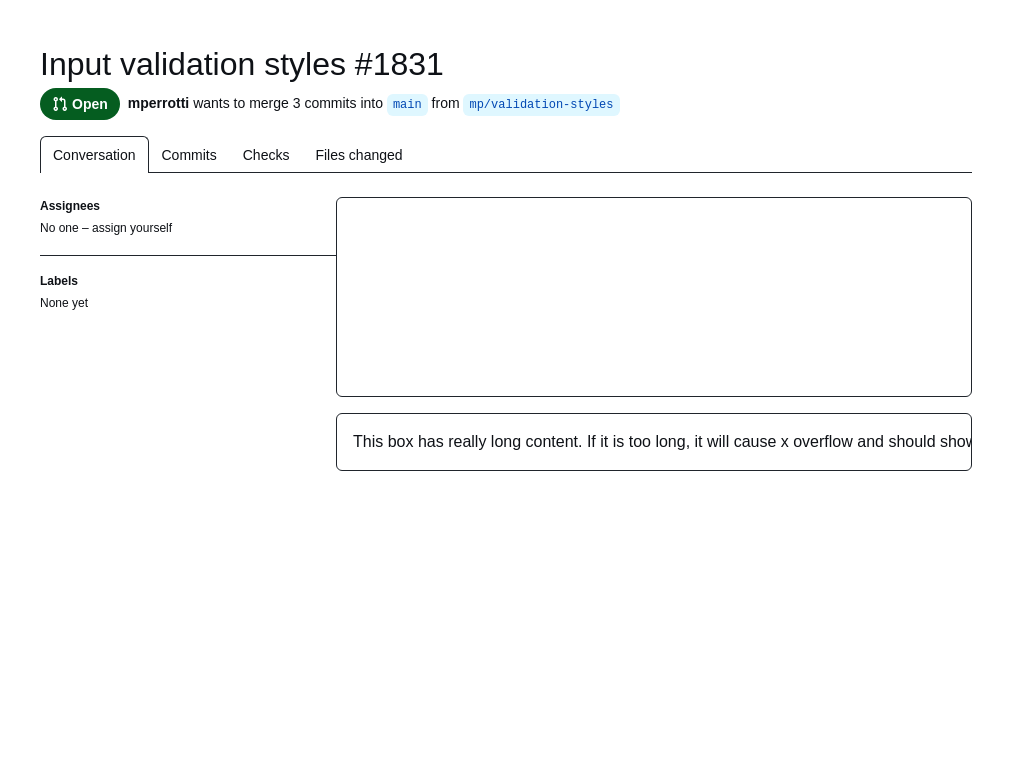 Input validation styles #1831
Open mperrotti wants to merge 3 commits into main from mp/validation-styles
Conversation Commits Checks Files changed
Assignees
No one – assign yourself
Labels
None yet
This box has really long content. If it is too long, it will cause x overflow and should